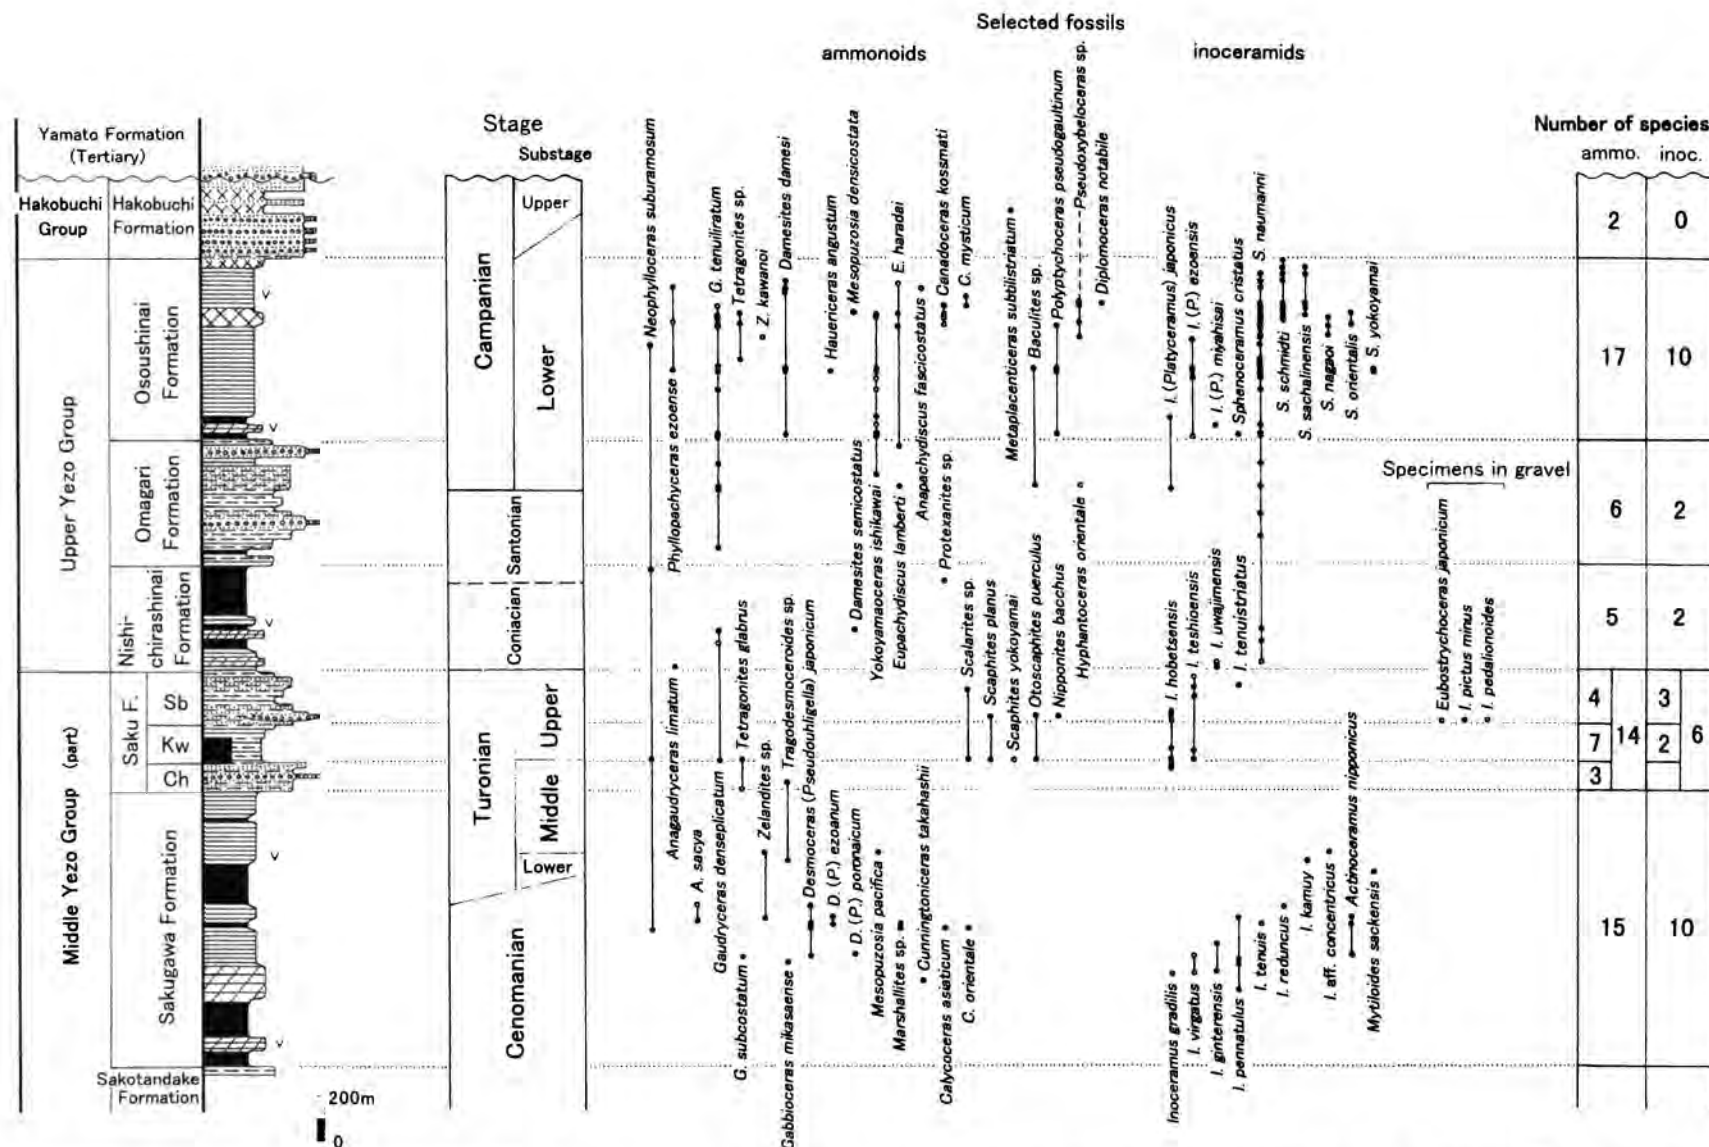 Selected fossils
ammonoids
inoceramids
Yamato Formation
(Tertiary)
Hakobuchi
Group
Hakobuchi
Formation
Upper Yezo Group
Osoushinai
Formation
Omagari
Formation
Nishi-
chirashinai
Formation
Middle Yezo Group (part)
Saku F.
Sb
Kw
Ch
Sakugawa Formation
Sakotandake
Formation
200m
0
Stage
Substage
Campanian
Upper
Lower
Santonian
Coniacian
Turonian
Upper
Middle
Lower
Cenomanian
Neophylloceras subramosum
Phyllopachyceras ezoense
Anagaudryceras limatum
A. sacya
G. tenuiliratum
Gaudryceras denseplicatum
Tetragonites sp.
Tetragonites glabrus
G. subcostatum
Z. kawanoi
Zelandites sp.
Damesites damesi
Tragodesmoceroides sp.
Gabbioceras mikasaense
Desmoceras (Pseudouhligella) japonicum
Hauericeras angustum
D. (P.) ezoanum
Mesopuzosia densicostata
Damesites semicostatus
D. (P.) poronaicum
Yokoyamaoceras ishikawai
Mesopuzosia pacifica
E. haradai
Eupachydiscus lamberti
Marshallites sp.
Anapachydiscus fascicostatus
Cunningtoniceras takahashii
Canadoceras kossmati
Protexanites sp.
Calycoceras asiaticum
C. mysticum
Scalarites sp.
C. orientale
Scaphites planus
Metaplacenticeras subtilistriatum
Scaphites yokoyamai
Baculites sp.
Otoscaphites puerculus
Polyptychoceras pseudogaultinum
Nipponites bacchus
Pseudoxybeloceras sp.
Hyphantoceras orientale
Diplomoceras notabile
I. (Platyceramus) japonicus
I. hobetsensis
Inoceramus gradilis
I. (P.) ezoensis
I. teshioensis
I. virgatus
I. (P.) miyahisai
I. uwajimensis
I. ginterensis
Sphenoceramus cristatus
I. tenuistriatus
I. pennatulus
S. naumanni
I. tenuis
S. schmidti
I. reduncus
S. sachalinensis
I. kamuy
S. nagaoi
I. aff. concentricus
S. orientalis
Actinoceramus nipponicus
S. yokoyamai
Mytiloides sackensis
Specimens in gravel
Eubostrychoceras japonicum
I. pictus minus
I. pedalionoides
Number of species
ammo. inoc.
2 0
17 10
6 2
5 2
4 3
7 14 2 6
3
15 10